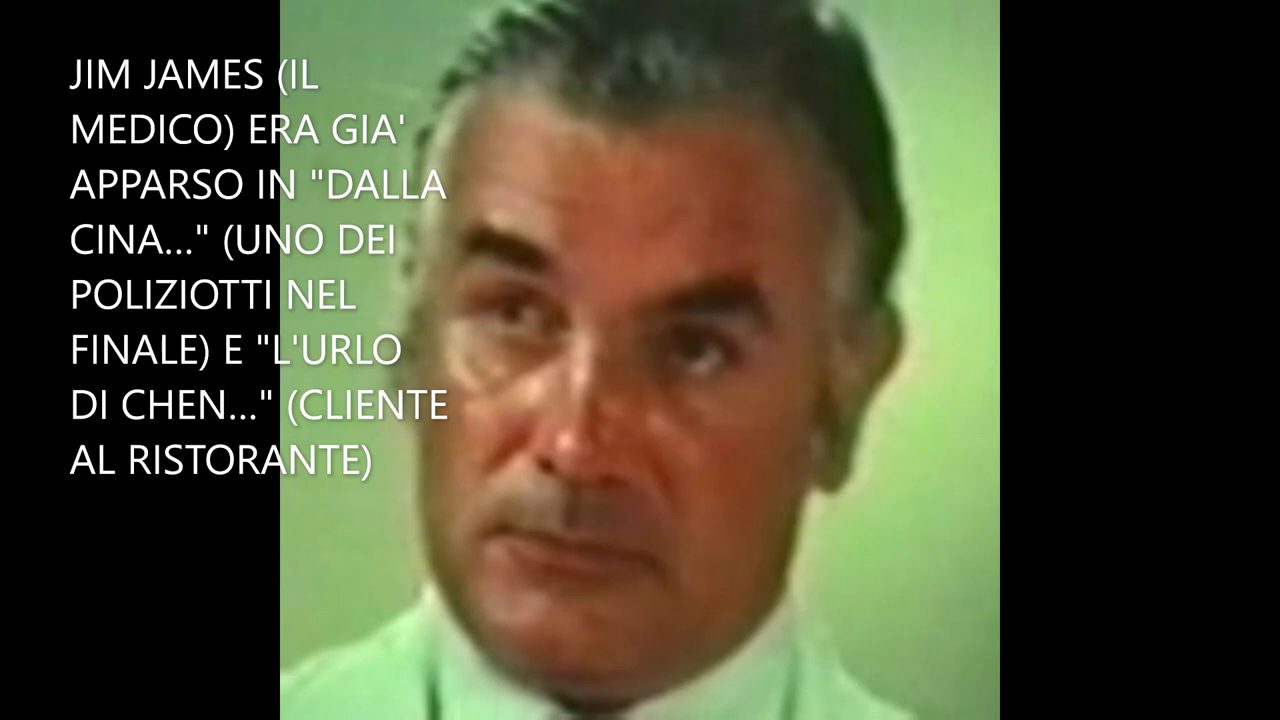 JIM JAMES (IL
MEDICO) ERA GIA'
APPARSO IN "DALLA
CINA..." (UNO DEI
POLIZIOTTI NEL
FINALE) E "L'URLO
DI CHEN..." (CLIENTE
AL RISTORANTE)